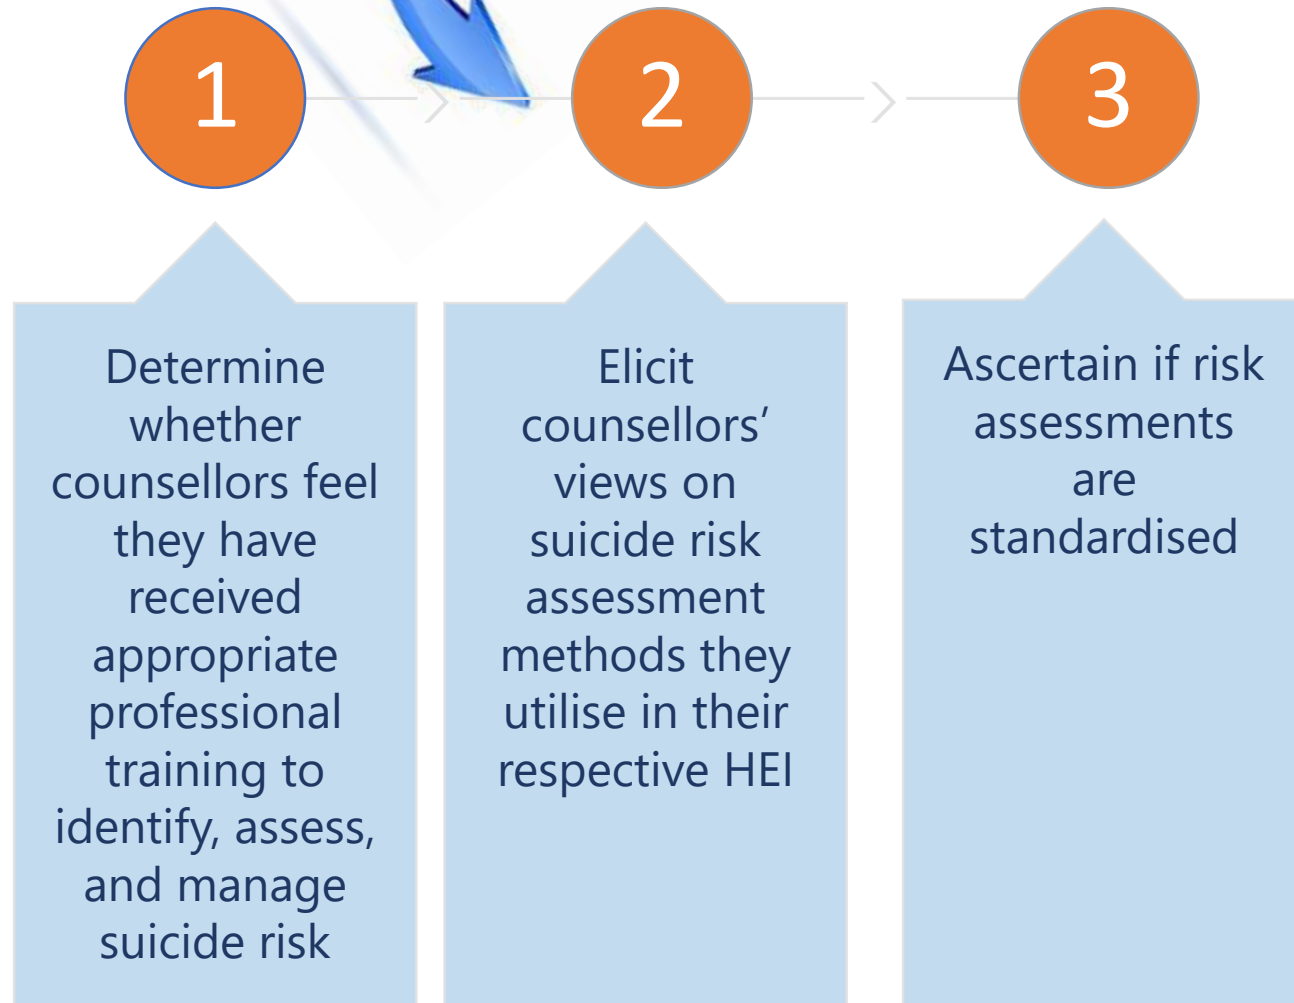 1
2
3
Determine
whether
counsellors feel
they have
received
appropriate
professional
training to
identify, assess,
and manage
suicide risk
Elicit
counsellors’
views on
suicide risk
assessment
methods they
utilise in their
respective HEI
Ascertain if risk
assessments
are
standardised